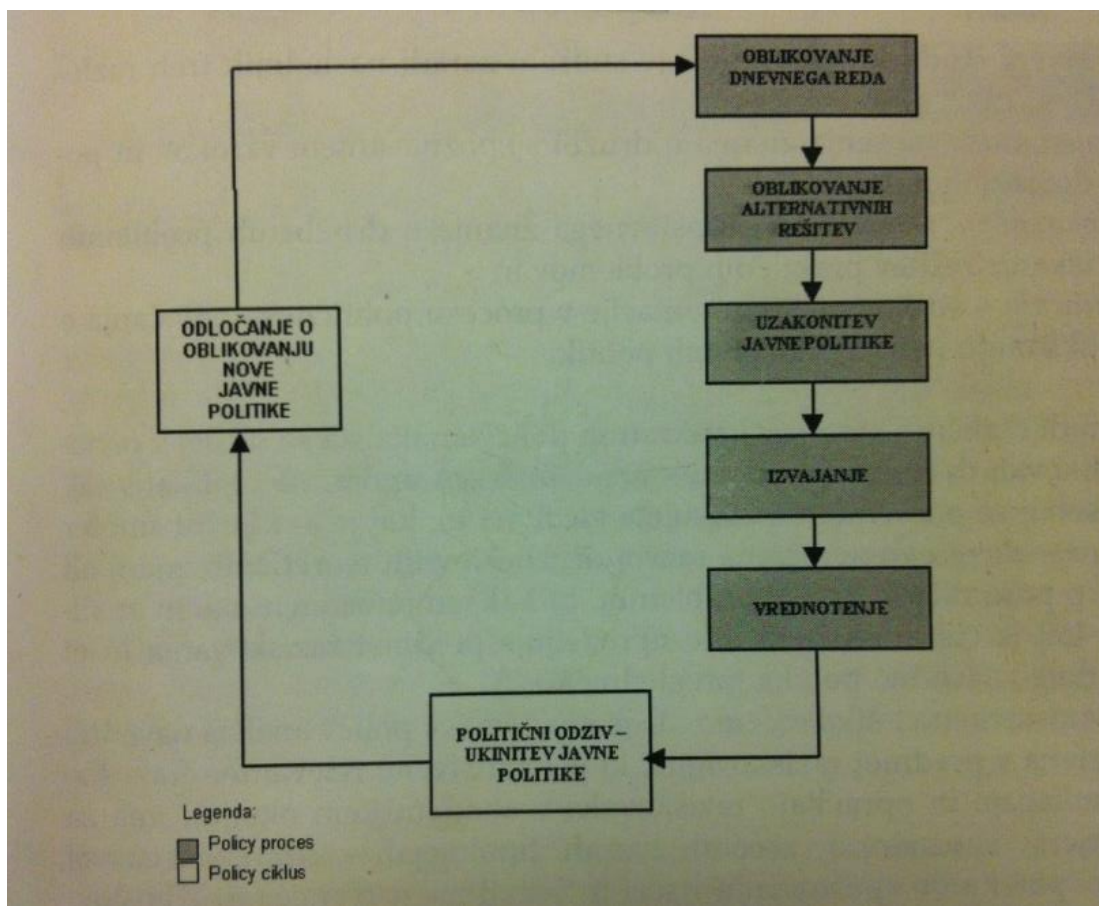 OBLIKOVANJE
DNEVNEGA REDA
OBLIKOVANJE
ALTERNATIVNIH
REŠITEV
UZAKONITEV
JAVNE POLITIKE
IZVAJANJE
VREDNOTENJE
POLITIČNI ODZIV –
UKINITEV JAVNE
POLITIKE
ODLOČANJE O
OBLIKOVANJU
NOVE
JAVNE
POLITIKE
Legenda:
Policy proces
Policy ciklus